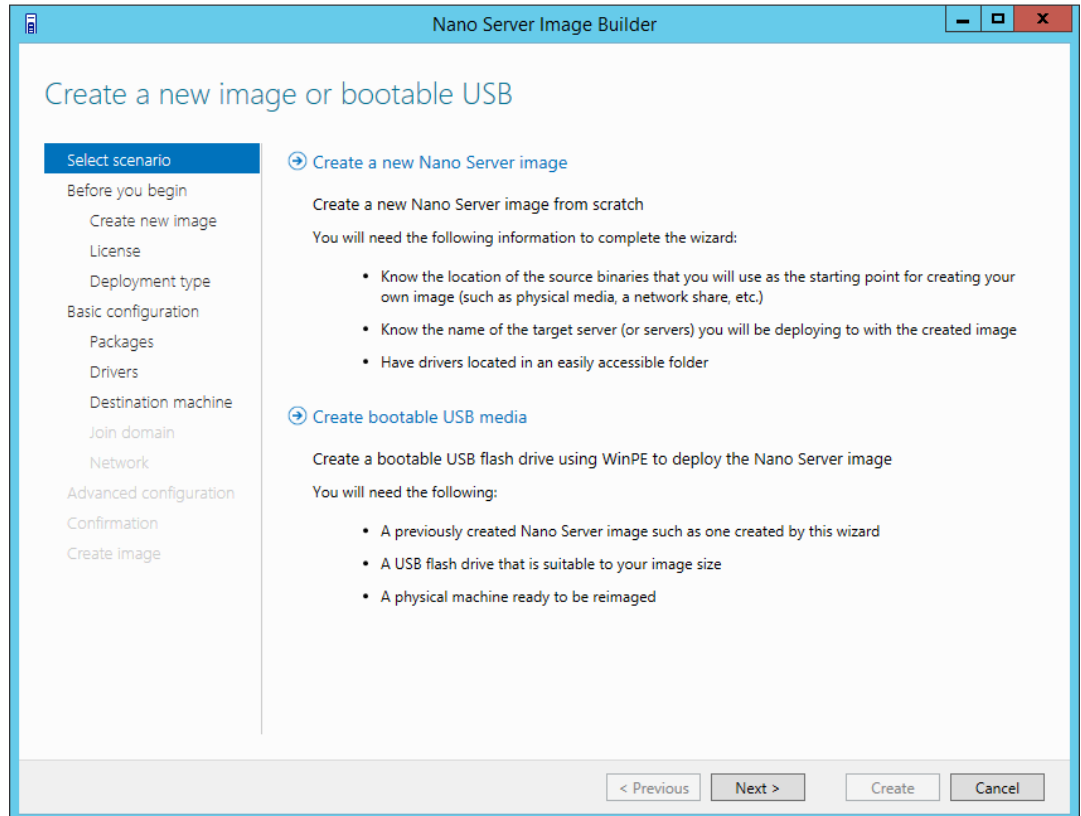 Nano Server Image Builder
Create a new image or bootable USB
Select scenario
Before you begin
Create new image
License
Deployment type
Basic configuration
Packages
Drivers
Destination machine
Join domain
Network
Advanced configuration
Confirmation
Create image
Create a new Nano Server image
Create a new Nano Server image from scratch
You will need the following information to complete the wizard:
• Know the location of the source binaries that you will use as the starting point for creating your
own image (such as physical media, a network share, etc.)
• Know the name of the target server (or servers) you will be deploying to with the created image
• Have drivers located in an easily accessible folder
Create bootable USB media
Create a bootable USB flash drive using WinPE to deploy the Nano Server image
You will need the following:
• A previously created Nano Server image such as one created by this wizard
• A USB flash drive that is suitable to your image size
• A physical machine ready to be reimaged
< Previous
Next >
Create
Cancel